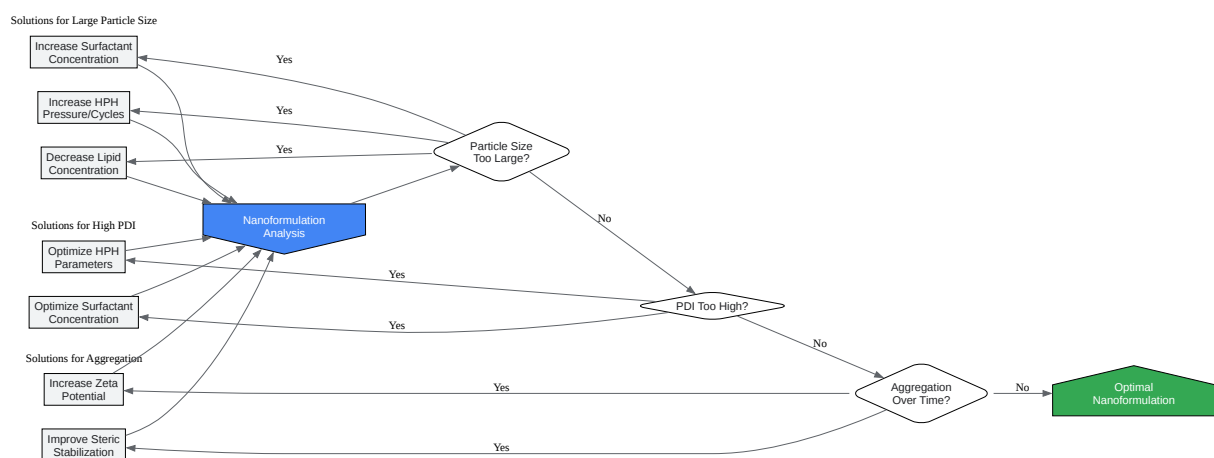 Solutions for Large Particle Size
Increase Surfactant
Concentration
Yes
Increase HPH
Pressure/Cycles
Yes
Decrease Lipid
Concentration
Yes
Particle Size
Too Large?
Nanoformulation
Analysis
No
Solutions for High PDI
Optimize HPH
Parameters
Yes
Optimize Surfactant
Concentration
Yes
PDI Too High?
No
Solutions for Aggregation
Increase Zeta
Potential
Yes
Aggregation
Over Time?
No
Optimal
Nanoformulation
Improve Steric
Stabilization
Yes